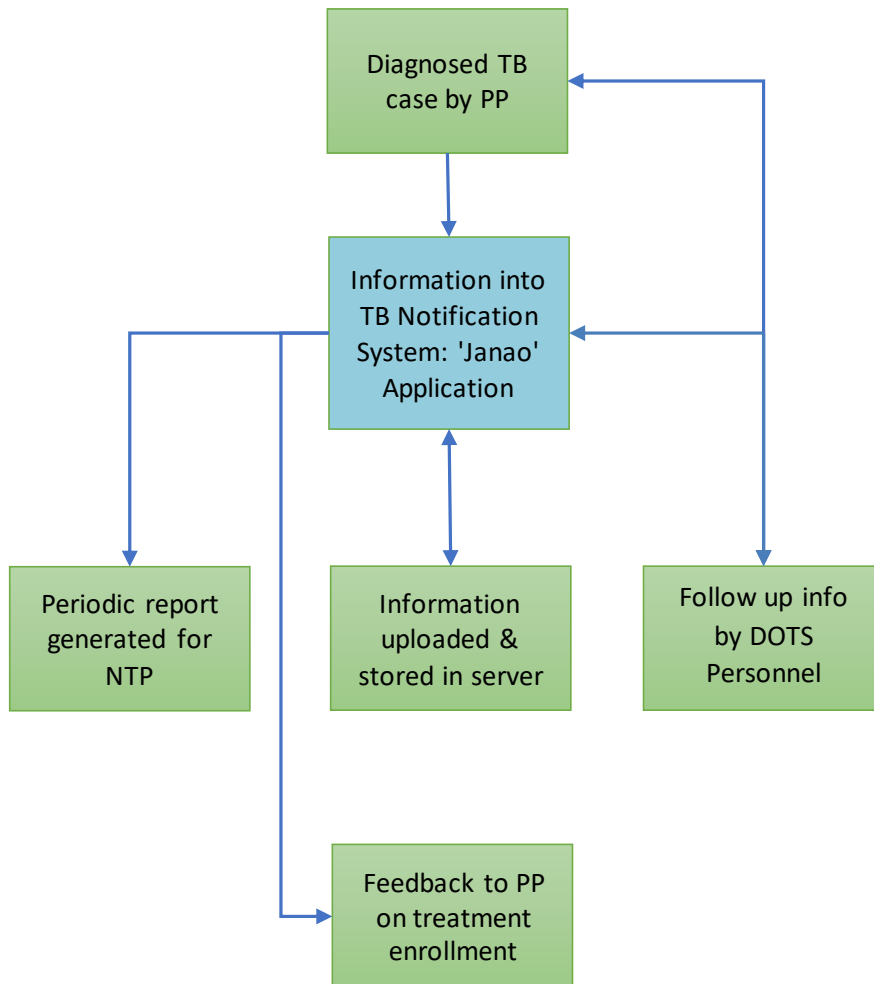 Diagnosed TB
case by PP
Information into
TB Notification
System: 'Janao'
Application
Periodic report
generated for
NTP
Information
uploaded &
stored in server
Follow up info
by DOTS
Personnel
Feedback to PP
on treatment
enrollment